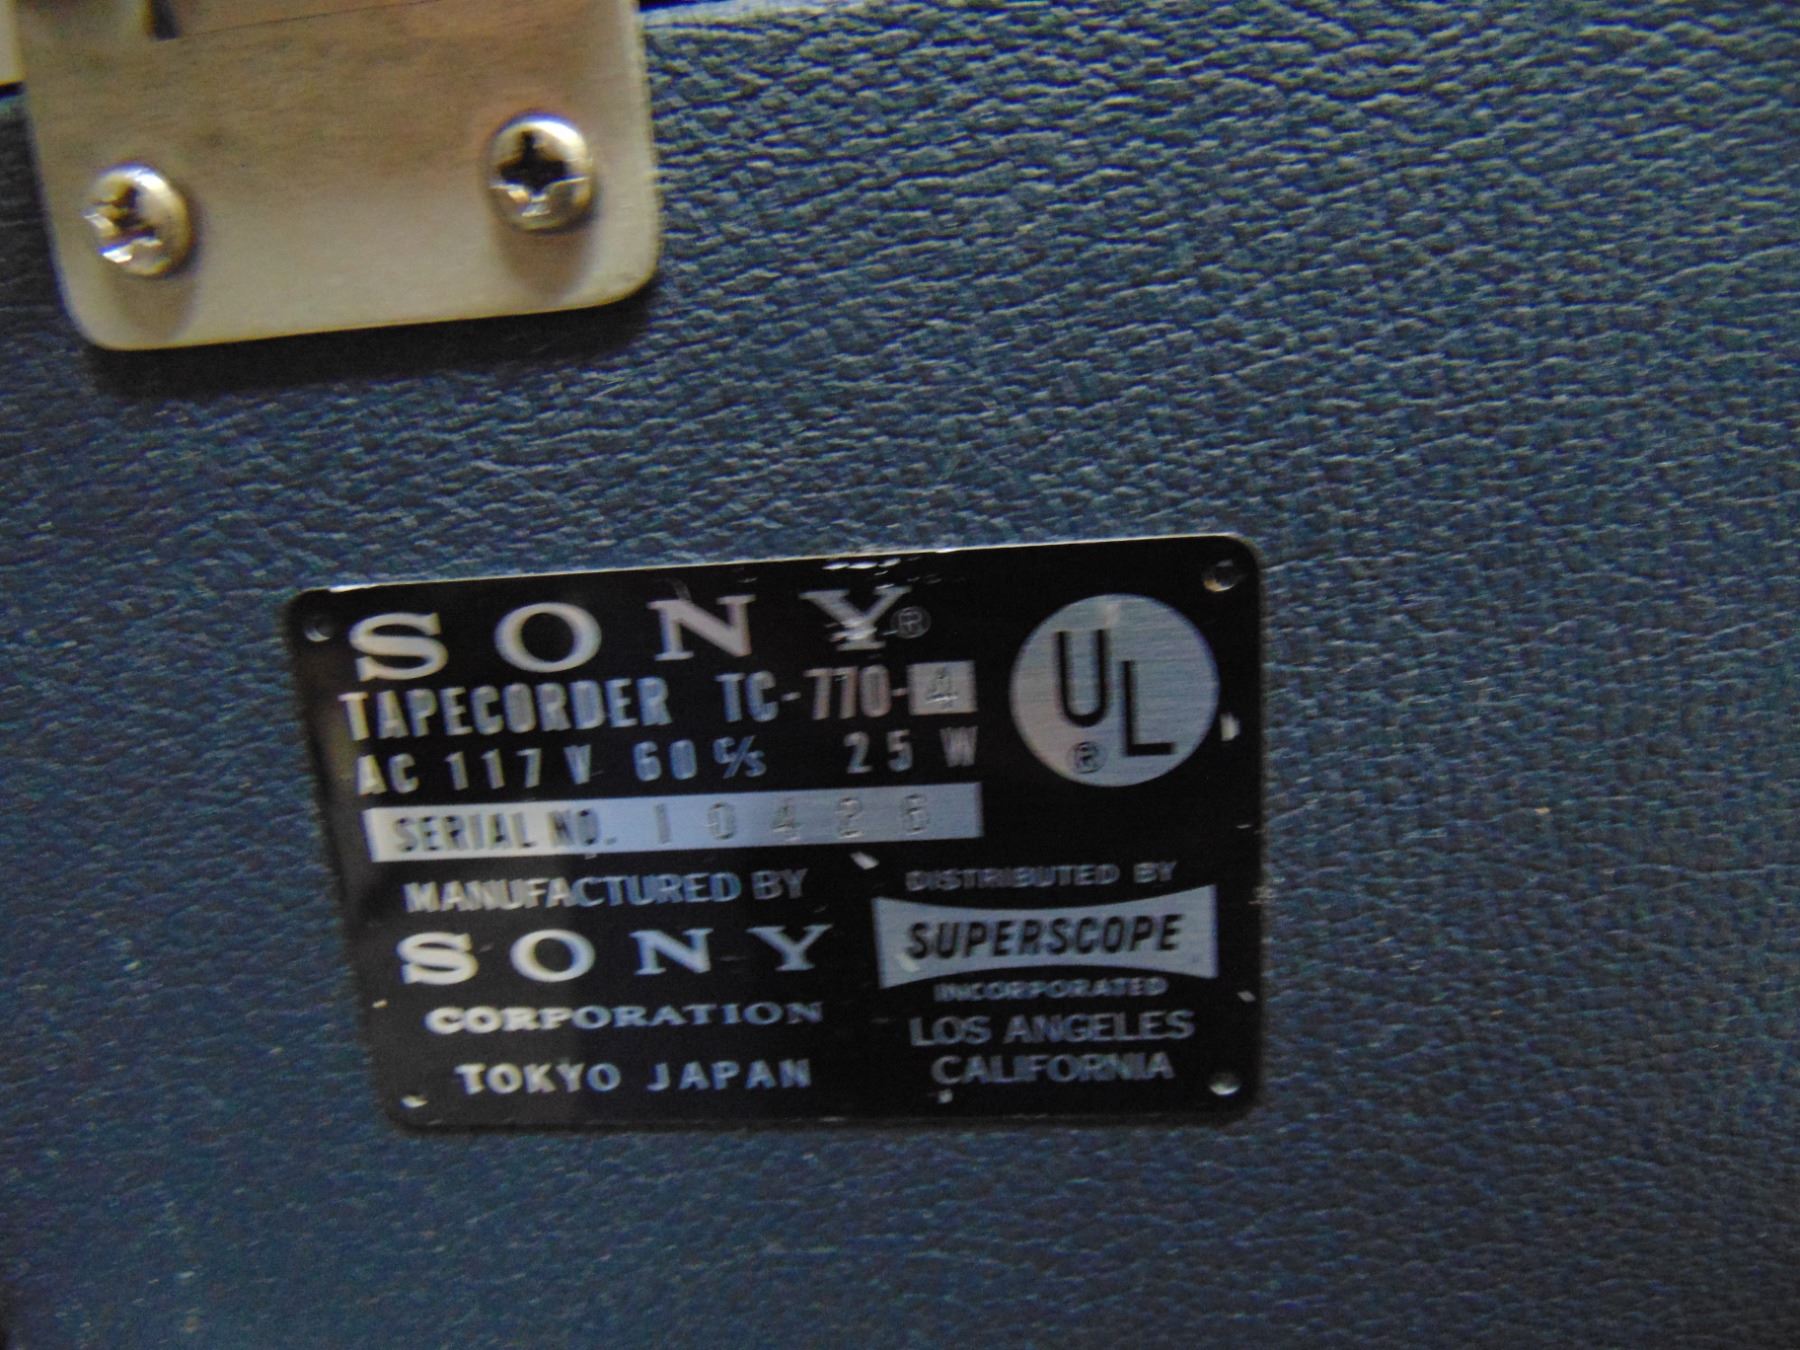 SONY®
TAPECORDER TC-770-4
AC 117 V 60 c/s 25 W
UL®
SERIAL NO. 10426
MANUFACTURED BY
SONY
CORPORATION
TOKYO JAPAN
DISTRIBUTED BY
SUPERSCOPE
INCORPORATED
LOS ANGELES
CALIFORNIA